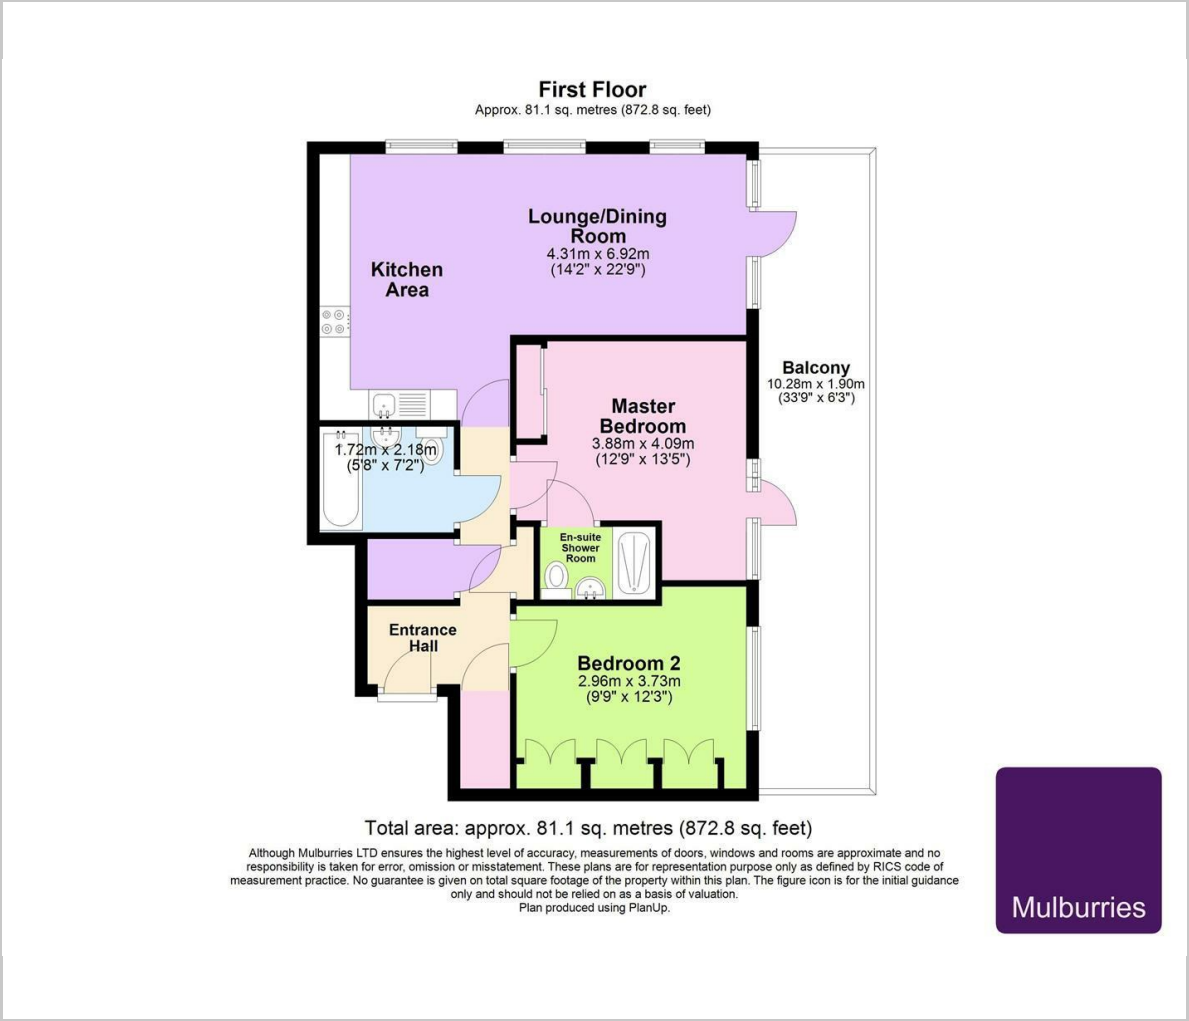 First Floor
Approx. 81.1 sq. metres (872.8 sq. feet)
Lounge/Dining
Room
4.31m x 6.92m
(14'2" x 22'9")
Kitchen
Area
Balcony
10.28m x 1.90m
(33'9" x 6'3")
Master
Bedroom
3.88m x 4.09m
(12'9" x 13'5")
1.72m x 2.18m
(5'8" x 7'2")
En-suite
Shower
Room
Entrance
Hall
Bedroom 2
2.96m x 3.73m
(9'9" x 12'3")
Total area: approx. 81.1 sq. metres (872.8 sq. feet)
Although Mulburries LTD ensures the highest level of accuracy, measurements of doors, windows and rooms are approximate and no
responsibility is taken for error, omission or misstatement. These plans are for representation purpose only as defined by RICS code of
measurement practice. No guarantee is given on total square footage of the property within this plan. The figure icon is for the initial guidance
only and should not be relied on as a basis of valuation.
Plan produced using PlanUp.
Mulburries